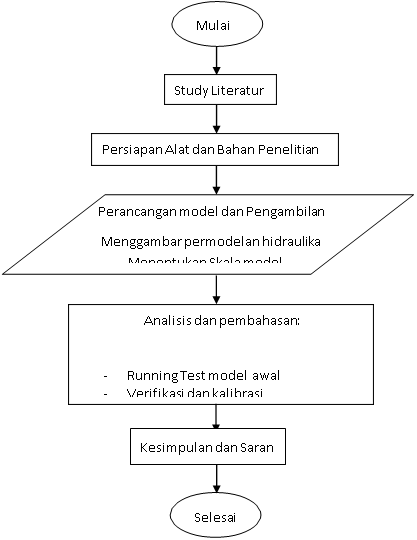 Mulai
Study Literatur
Persiapan Alat dan Bahan Penelitian
Perancangan model dan Pengambilan
Menggambar permodelan hidraulika
Menentukan Skala model
Analisis dan pembahasan:
- Running Test model awal
- Verifikasi dan kalibrasi
Kesimpulan dan Saran
Selesai